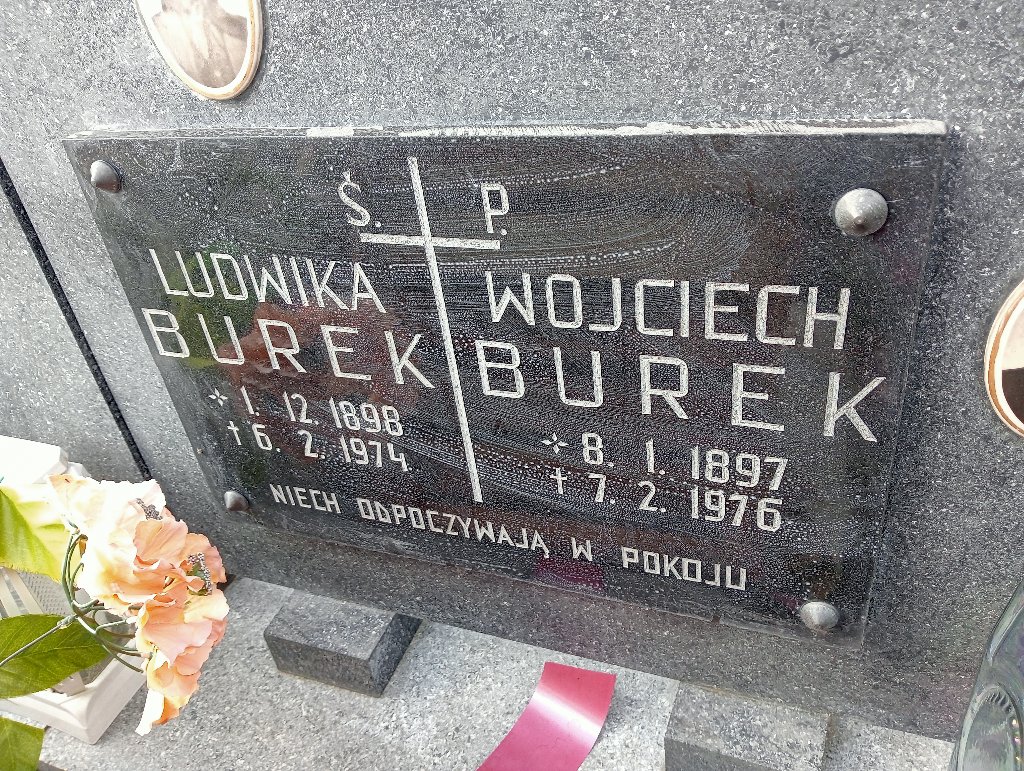 Ś. P.
LUDWIKA
BUREK
* 1. 12. 1898
† 6. 2. 1974
WOJCIECH
BUREK
* 8. 1. 1897
† 7. 2. 1976
NIECH ODPOCZYWAJĄ W POKOJU